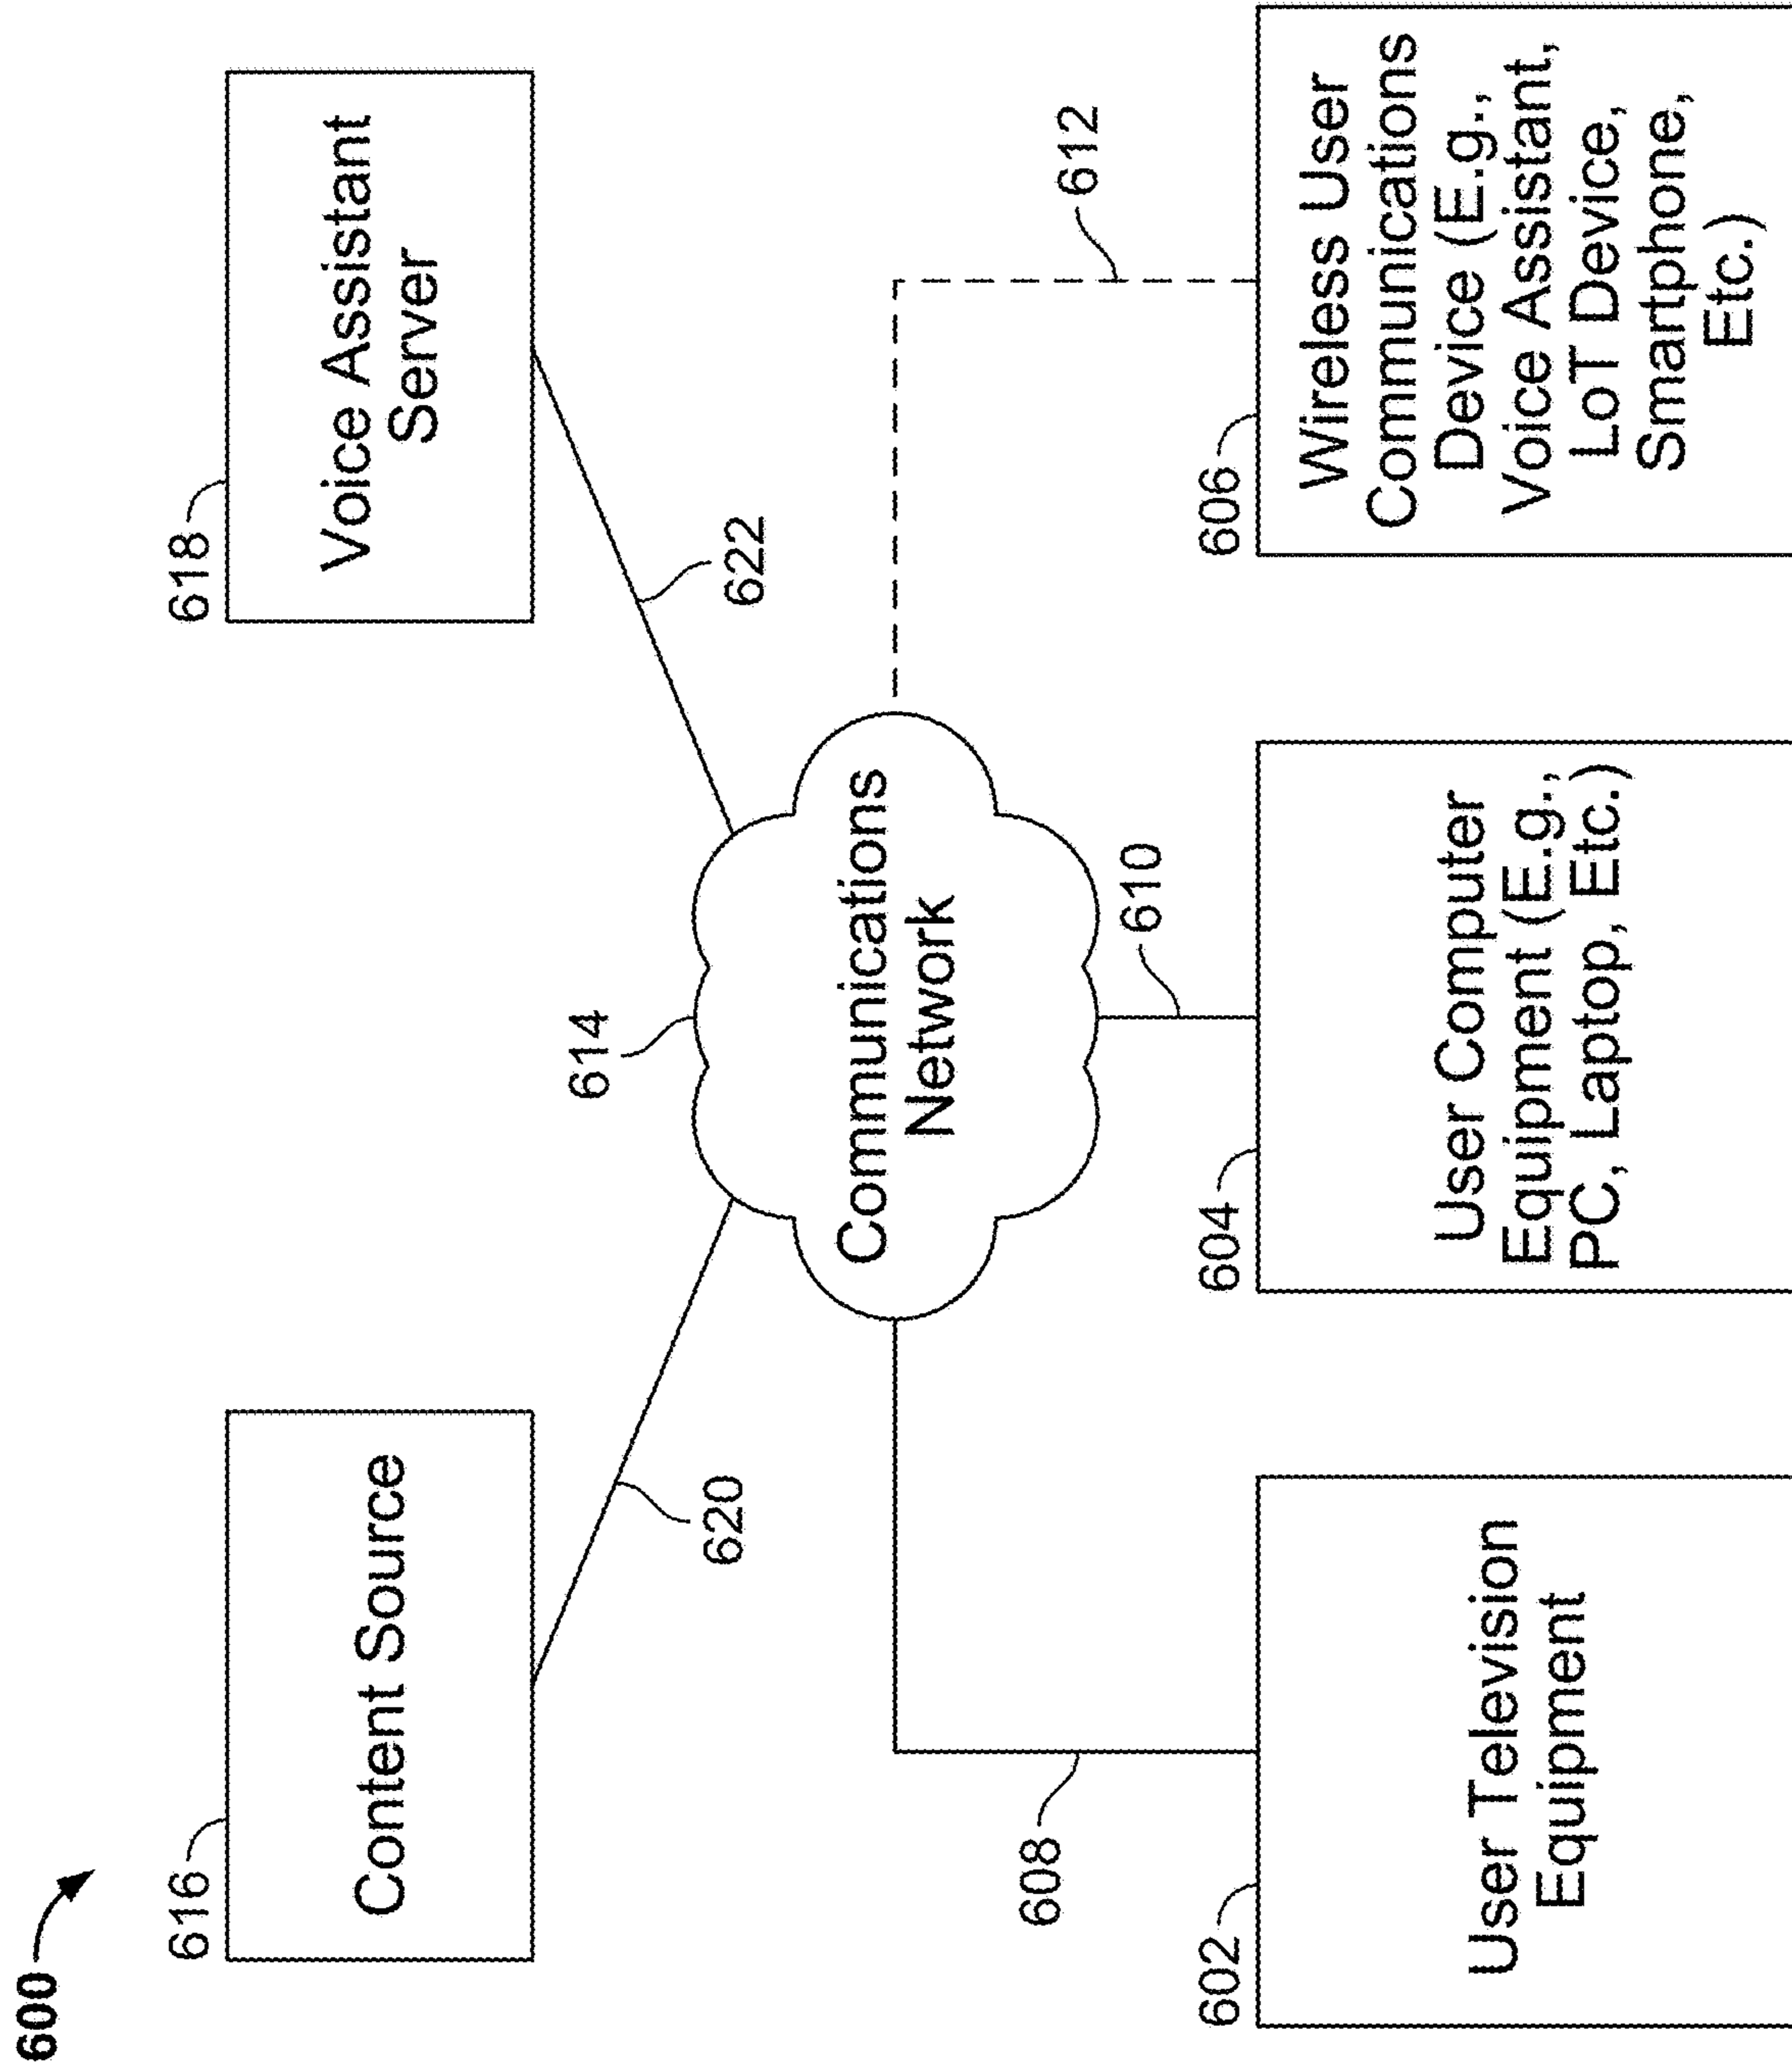 600
616
Content Source
618
Voice Assistant
Server
620
622
614
Communications
Network
608
610
612
602
User Television
Equipment
604
User Computer
Equipment (E.g.,
PC, Laptop, Etc.)
606
Wireless User
Communications
Device (E.g.,
Voice Assistant,
LoT Device,
Smartphone,
Etc.)